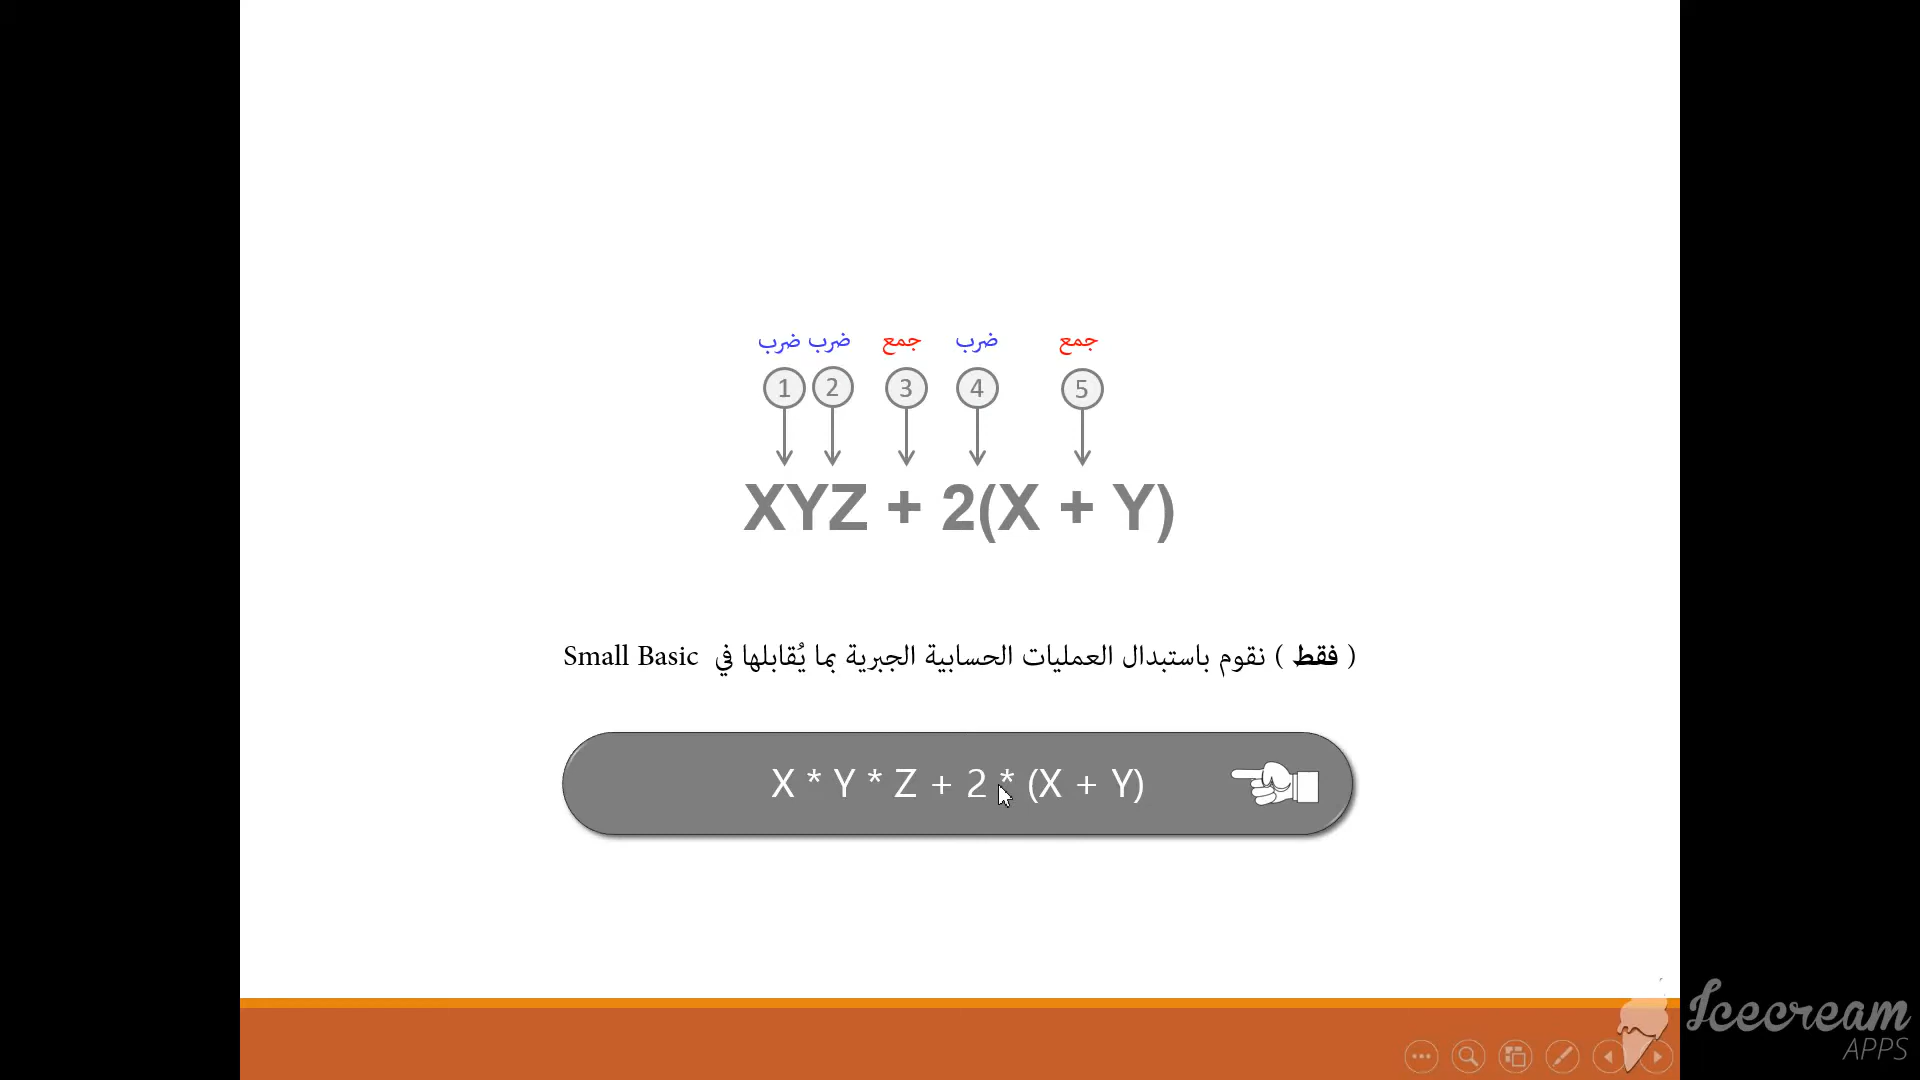 ضرب ضرب جمع ضرب جمع
1 2 3 4 5
XYZ + 2(X + Y)
( فقط ) نقوم باستبدال العمليات الحسابية الجبرية بما يُقابلها في Small Basic
X * Y * Z + 2 * (X + Y)
Icecream
APPS